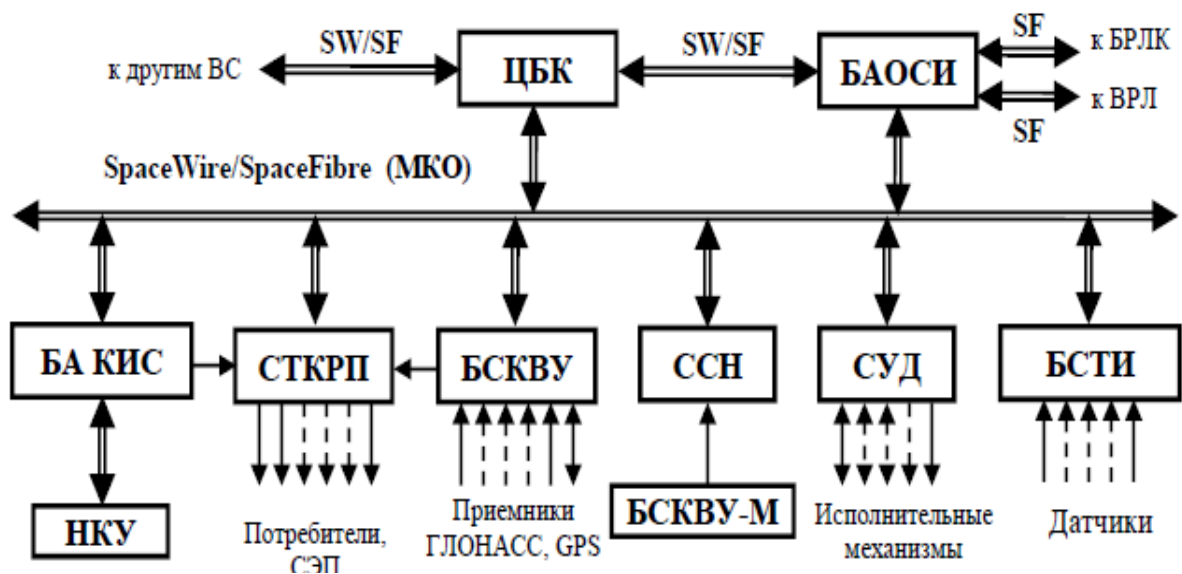 SW/SF
SW/SF
SF
к другим ВС
ЦБК
БАОСИ
к БРЛК
к ВРЛ
SF
SpaceWire/SpaceFibre (МКО)
БА КИС
СТКРП
БСКВУ
ССН
СУД
БСТИ
НКУ
Потребители,
СЭП
Приемники
ГЛОНАСС, GPS
БСКВУ-М
Исполнительные
механизмы
Датчики